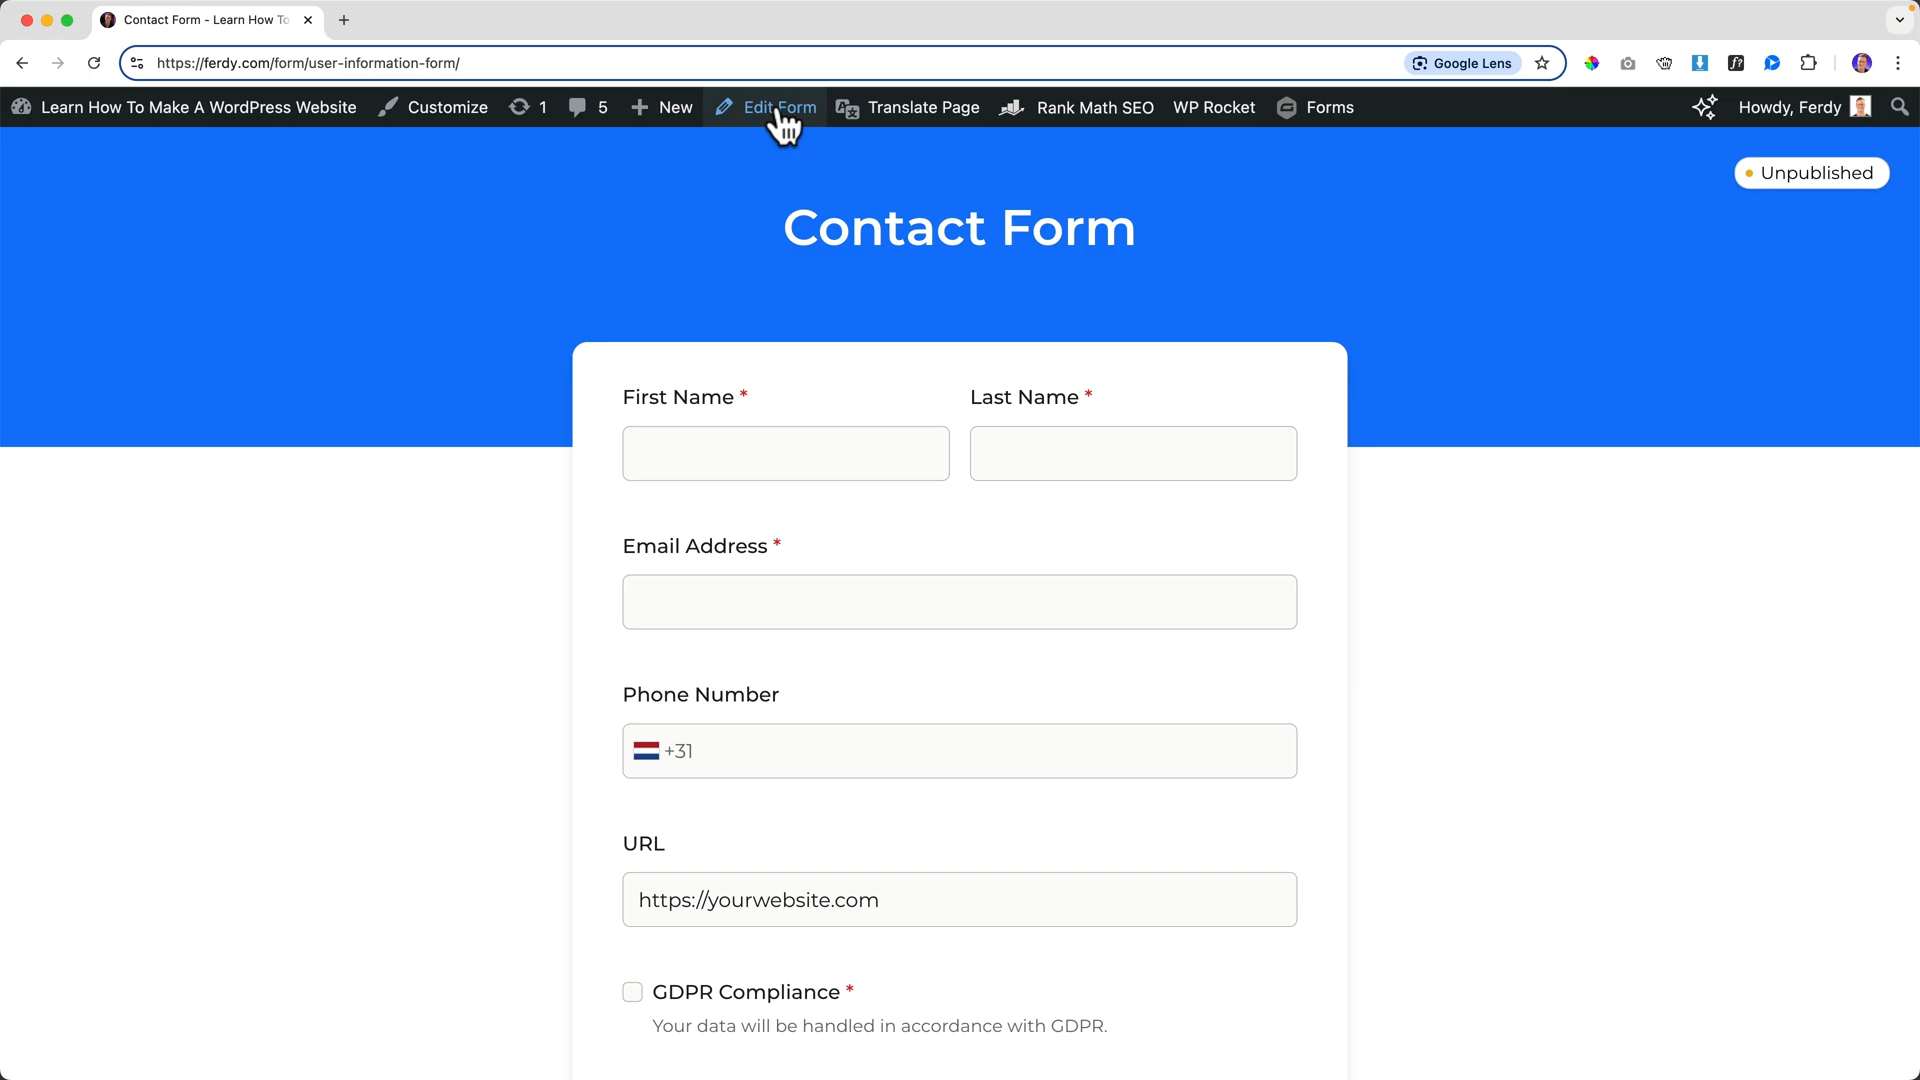 Contact Form - Learn How To
https://ferdy.com/form/user-information-form/
Google Lens
Learn How To Make A WordPress Website
Customize
1
5
New
Edit Form
Translate Page
Rank Math SEO
WP Rocket
Forms
Howdy, Ferdy
Unpublished
Contact Form
First Name *
Last Name *
Email Address *
Phone Number
+31
URL
https://yourwebsite.com
GDPR Compliance *
Your data will be handled in accordance with GDPR.